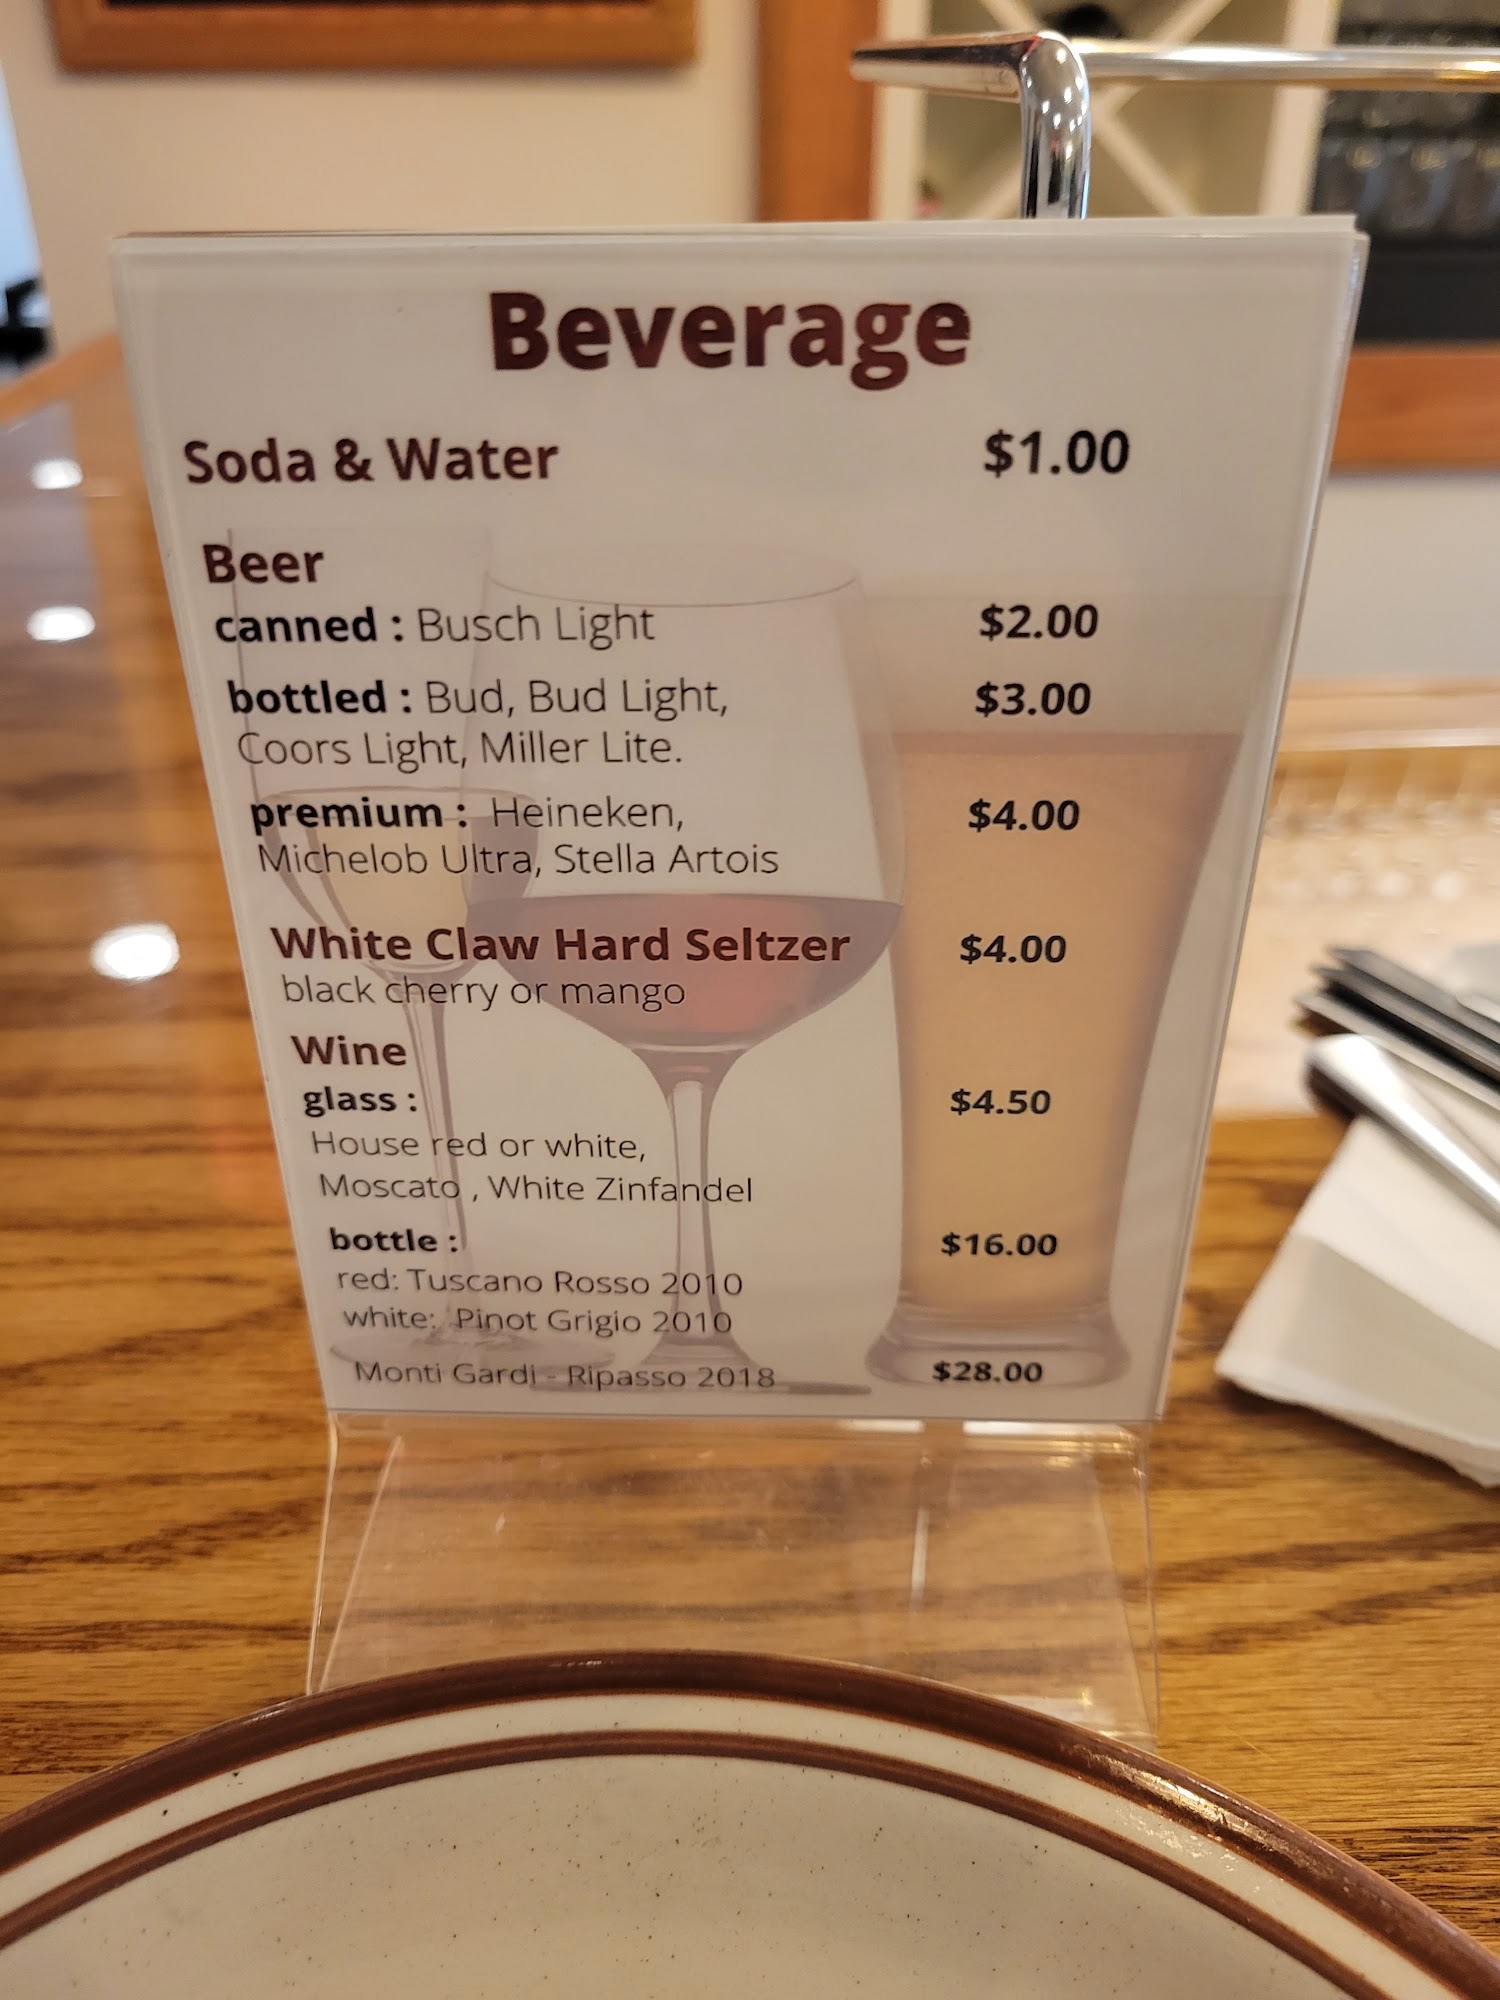 Beverage
Soda & Water $1.00
Beer
canned : Busch Light $2.00
bottled : Bud, Bud Light, $3.00
Coors Light, Miller Lite.
premium : Heineken, $4.00
Michelob Ultra, Stella Artois
White Claw Hard Seltzer $4.00
black cherry or mango
Wine
glass : $4.50
House red or white,
Moscato , White Zinfandel
bottle : $16.00
red: Tuscano Rosso 2010
white: Pinot Grigio 2010
Monti Gardi - Ripasso 2018 $28.00